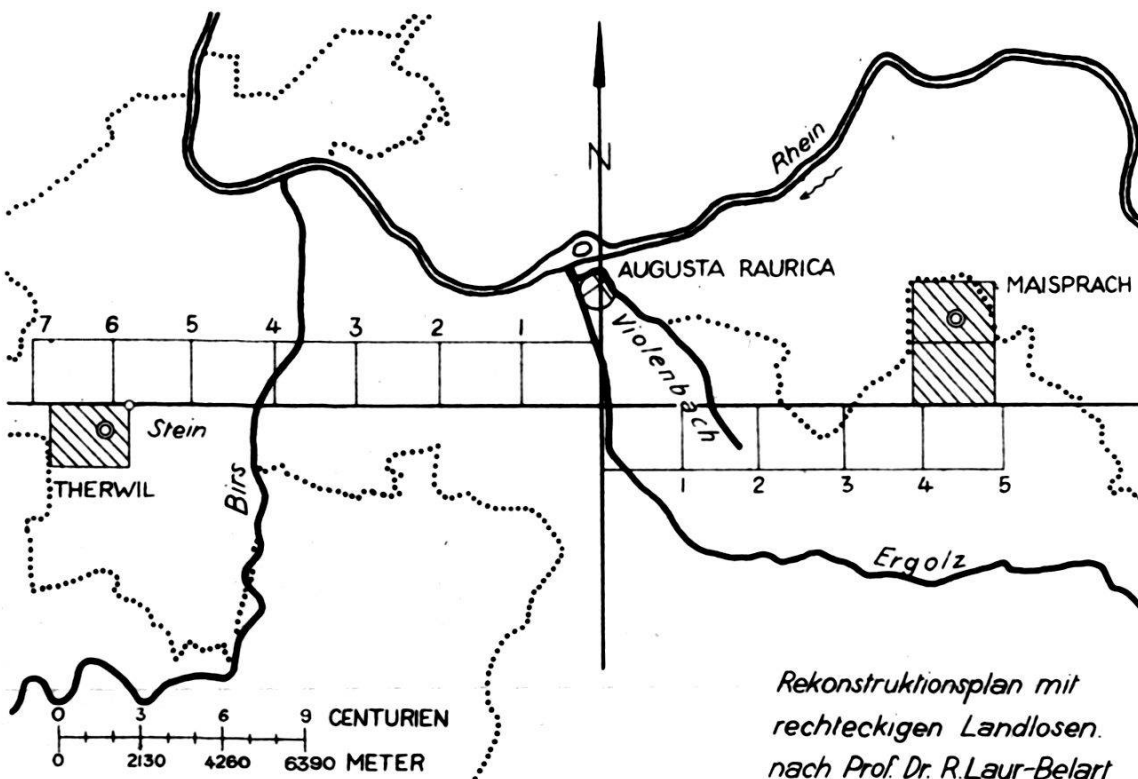 N
Rhein
AUGUSTA RAURICA
MAISPRACH
Violenbach
7 6 5 4 3 2 1
Stein
THERWIL
Birs
1 2 3 4 5
Ergolz
0 3 6 9 CENTURIEN
0 2130 4260 6390 METER
Rekonstruktionsplan mit
rechteckigen Landlosen.
nach Prof. Dr. R. Laur-Belart